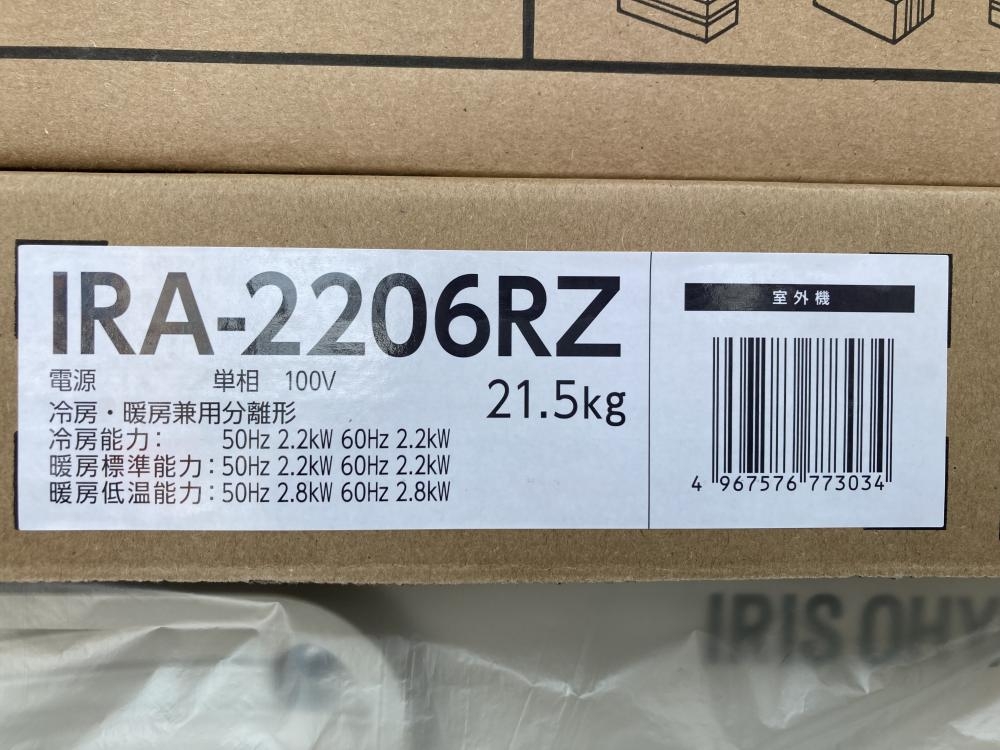 IRA-2206RZ
電源 単相 100V
21.5kg
冷房・暖房兼用分離形
冷房能力： 50Hz 2.2kW 60Hz 2.2kW
暖房標準能力：50Hz 2.2kW 60Hz 2.2kW
暖房低温能力：50Hz 2.8kW 60Hz 2.8kW
室外機
4 967576 773034
IRIS OHY